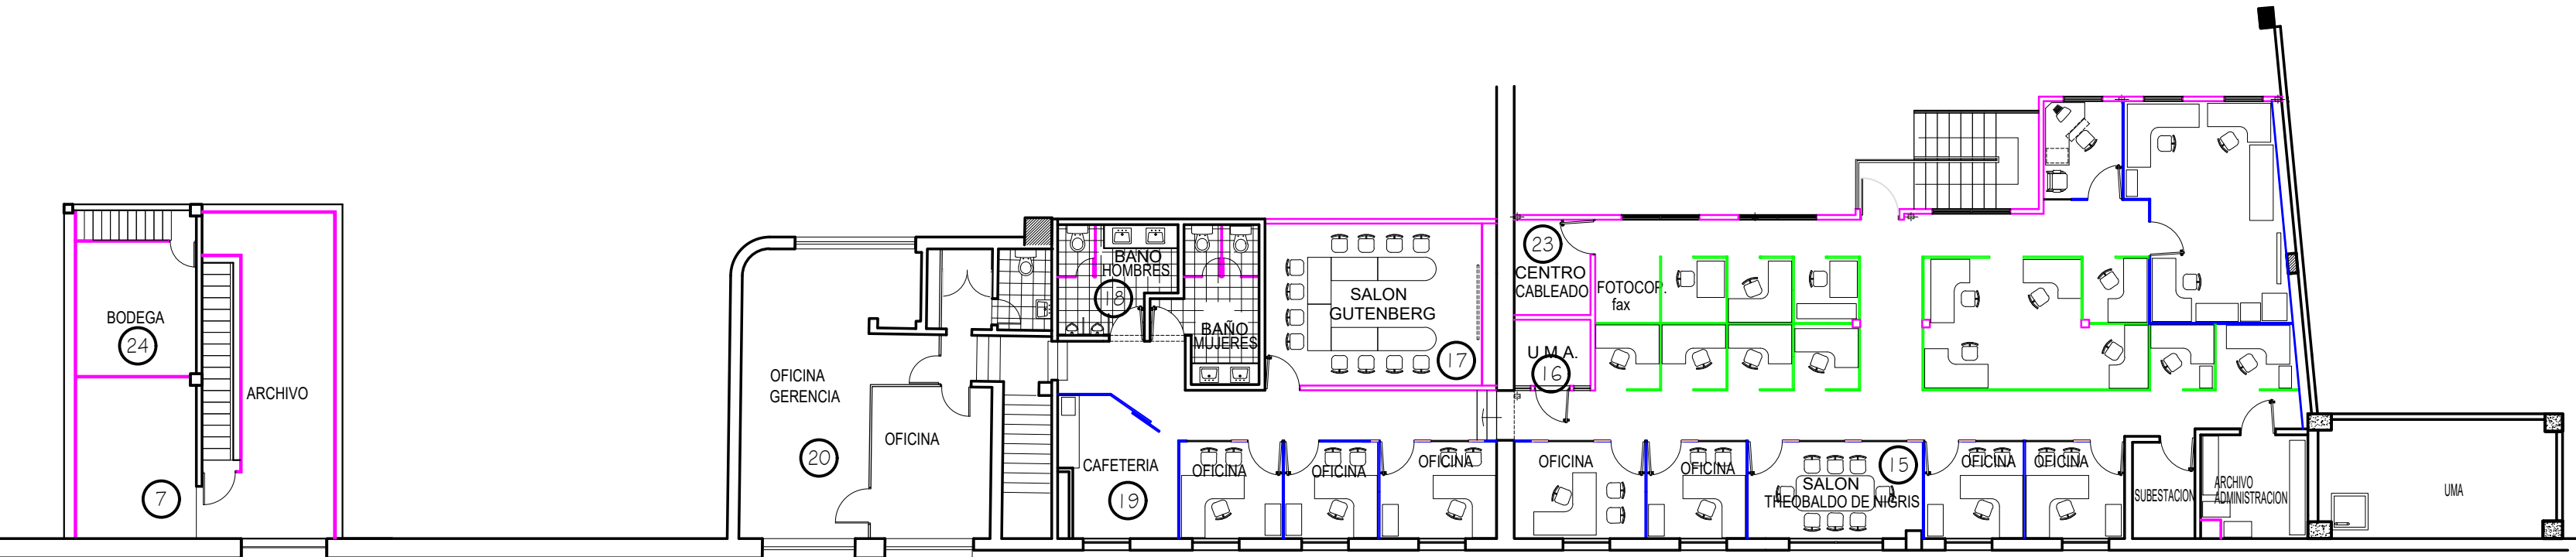 BODEGA
24
7
ARCHIVO
OFICINA
GERENCIA
20
OFICINA
BAÑO
HOMBRES
18
BAÑO
MUJERES
CAFETERIA
19
SALON
GUTENBERG
17
OFICINA
OFICINA
OFICINA
23
CENTRO
CABLEADO
FOTOCOP.
fax
U.M.A.
16
OFICINA
OFICINA
15
SALON
THEOBALDO DE NIGRIS
OFICINA
OFICINA
SUBESTACION
ARCHIVO
ADMINISTRACION
UMA